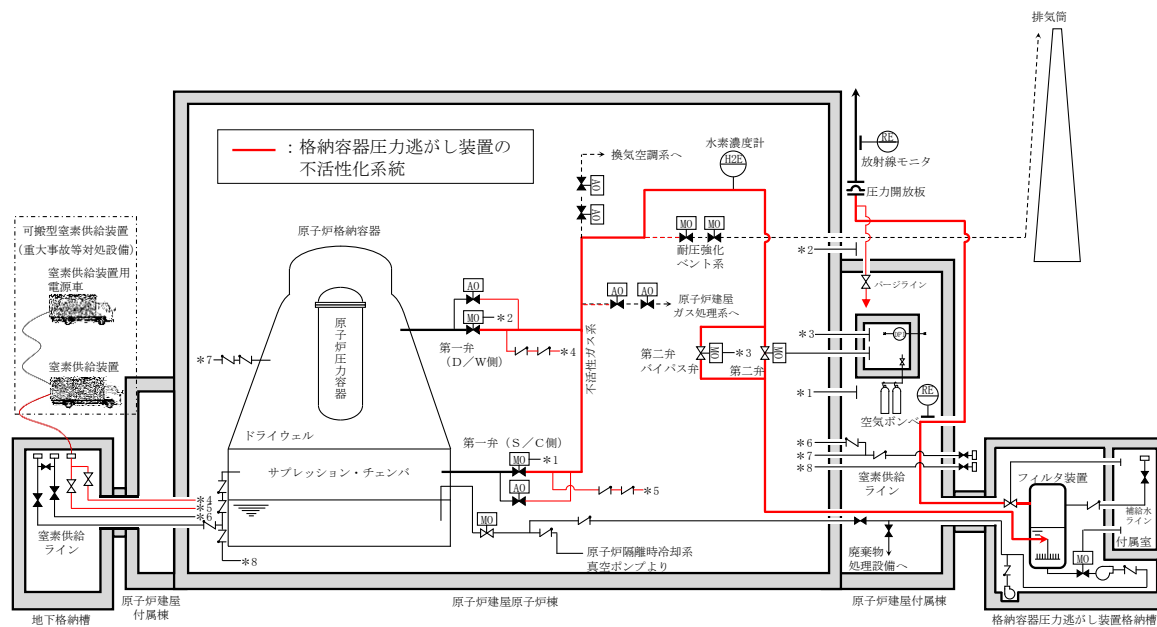 排気筒
格納容器圧力逃がし装置の
不活性化系統
換気空調系へ
AO
AO
水素濃度計
H2E
RE
放射線モニタ
圧力開放板
可搬型窒素供給装置
(重大事故等対処設備)
窒素供給装置用
電源車
窒素供給装置
原子炉格納容器
原子炉圧力容器
AO
MO
*2
第一弁
(D/W側)
*4
*7
MO
MO
耐圧強化
ベント系
AO
AO
原子炉建屋
ガス処理系へ
不活性ガス系
第二弁
バイパス弁
MO
*3
第二弁
MO
*2
パージライン
*3
*1
空気ボンベ
RE
ドライウェル
サプレッション・チェンバ
第一弁(S/C側)
MO
*1
AO
*5
MO
原子炉隔離時冷却系
真空ポンプより
*6
*7
*8
窒素供給
ライン
廃棄物
処理設備へ
フィルタ装置
補給水
ライン
付属室
MO
*4
*5
*6
*8
窒素供給
ライン
地下格納槽
原子炉建屋
付属棟
原子炉建屋原子炉棟
原子炉建屋付属棟
格納容器圧力逃がし装置格納槽